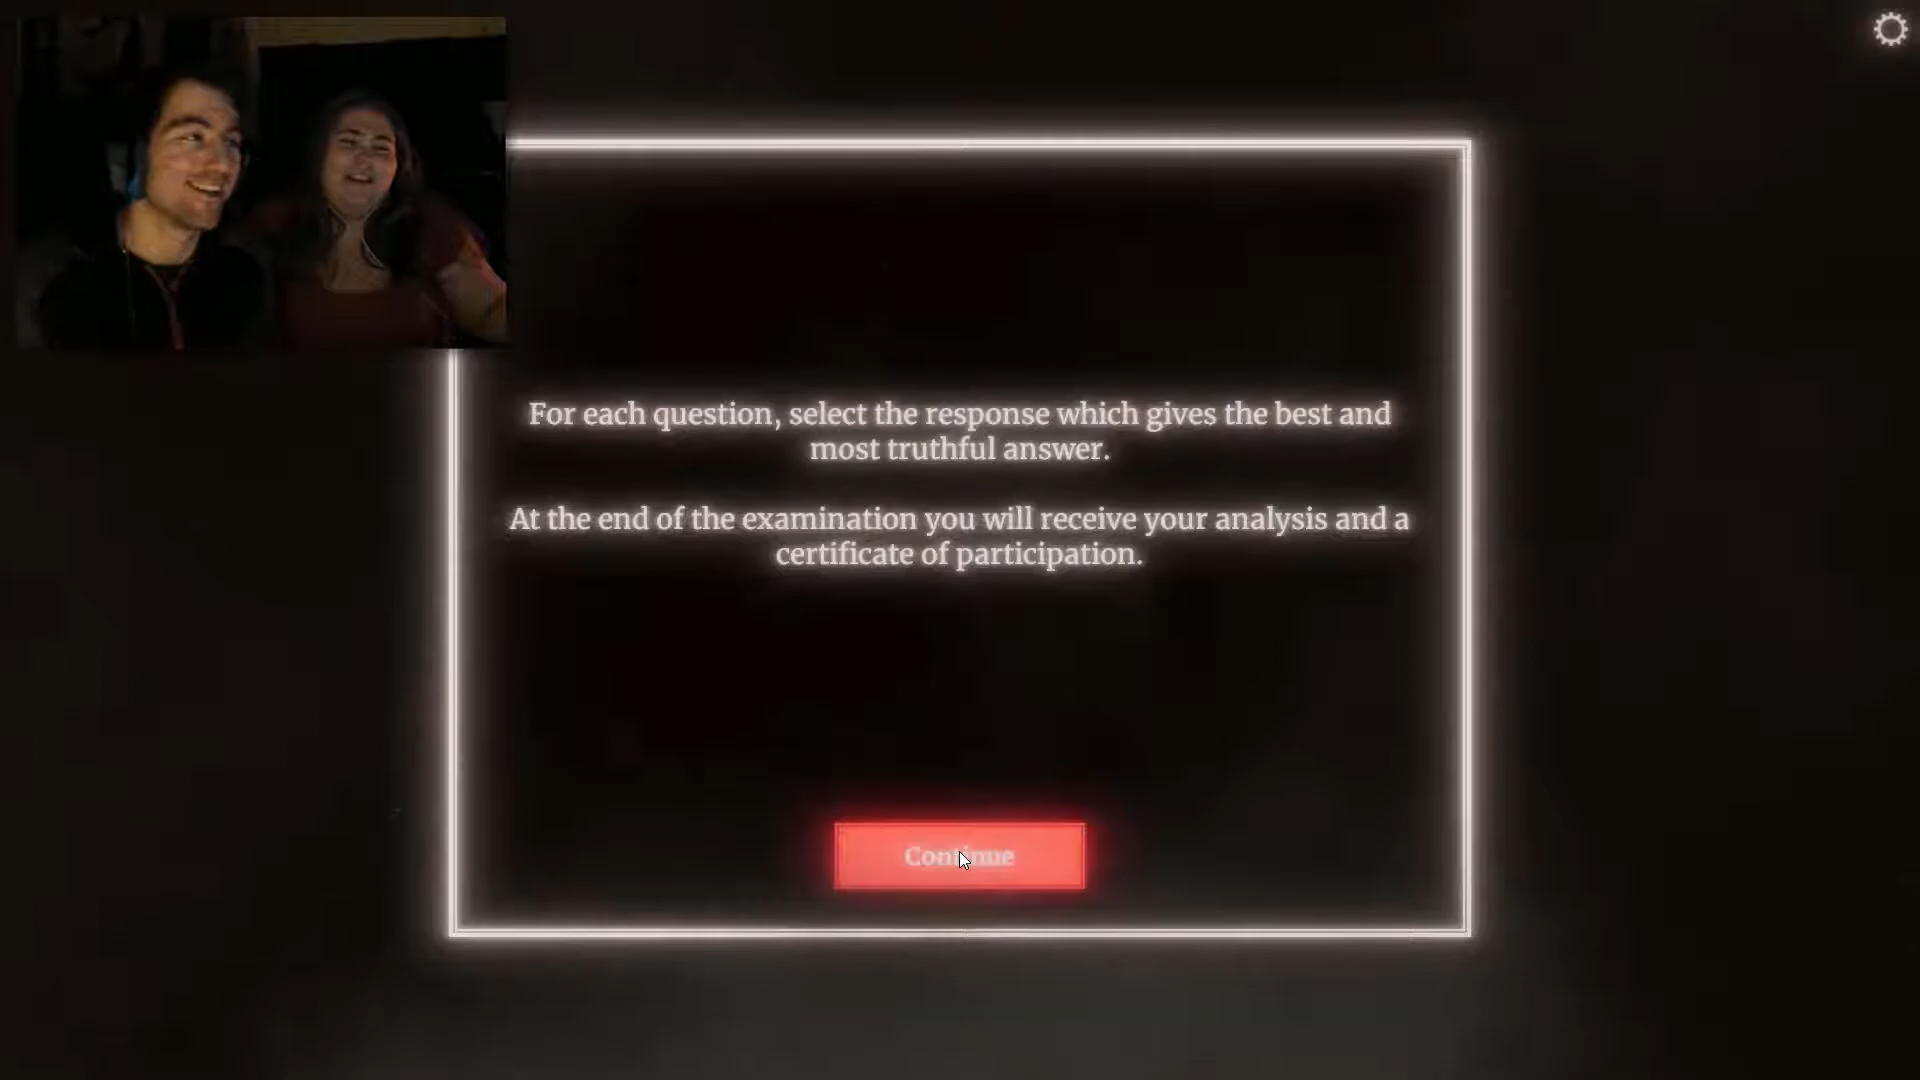 For each question, select the response which gives the best and
most truthful answer.
At the end of the examination you will receive your analysis and a
certificate of participation.
Continue